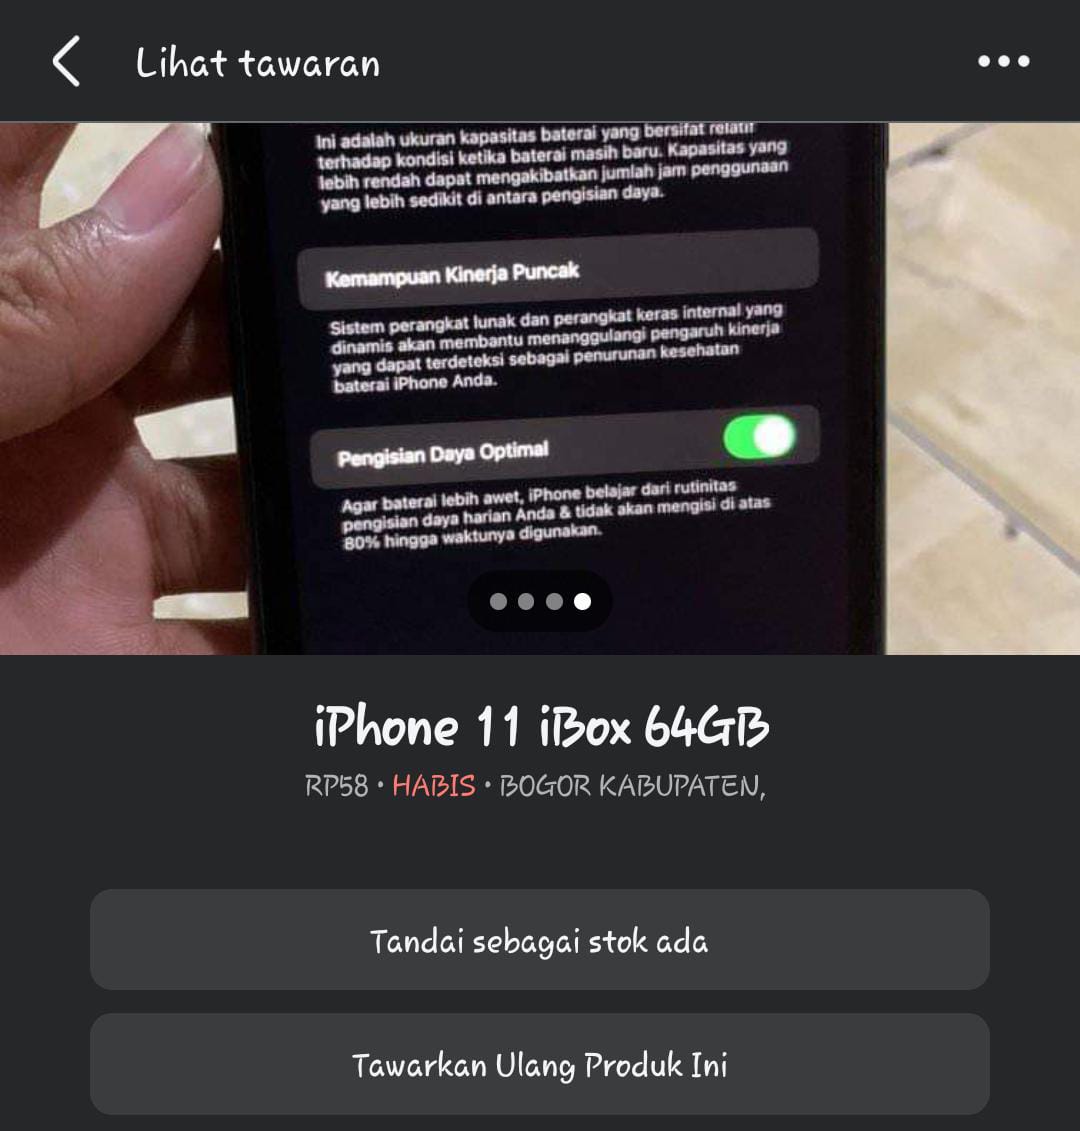 Lihat tawaran
Ini adalah ukuran kapasitas baterai yang bersifat relatif
terhadap kondisi ketika baterai masih baru. Kapasitas yang
lebih rendah dapat mengakibatkan jumlah jam penggunaan
yang lebih sedikit di antara pengisian daya.
Kemampuan Kinerja Puncak
Sistem perangkat lunak dan perangkat keras internal yang
dinamis akan membantu menanggulangi pengaruh kinerja
yang dapat terdeteksi sebagai penurunan kesehatan
baterai iPhone Anda.
Pengisian Daya Optimal
Agar baterai lebih awet, iPhone belajar dari rutinitas
pengisian daya harian Anda & tidak akan mengisi di atas
80% hingga waktunya digunakan.
iPhone 11 iBox 64GB
RP58 • HABIS • BOGOR KABUPATEN,
Tandai sebagai stok ada
Tawarkan Ulang Produk Ini